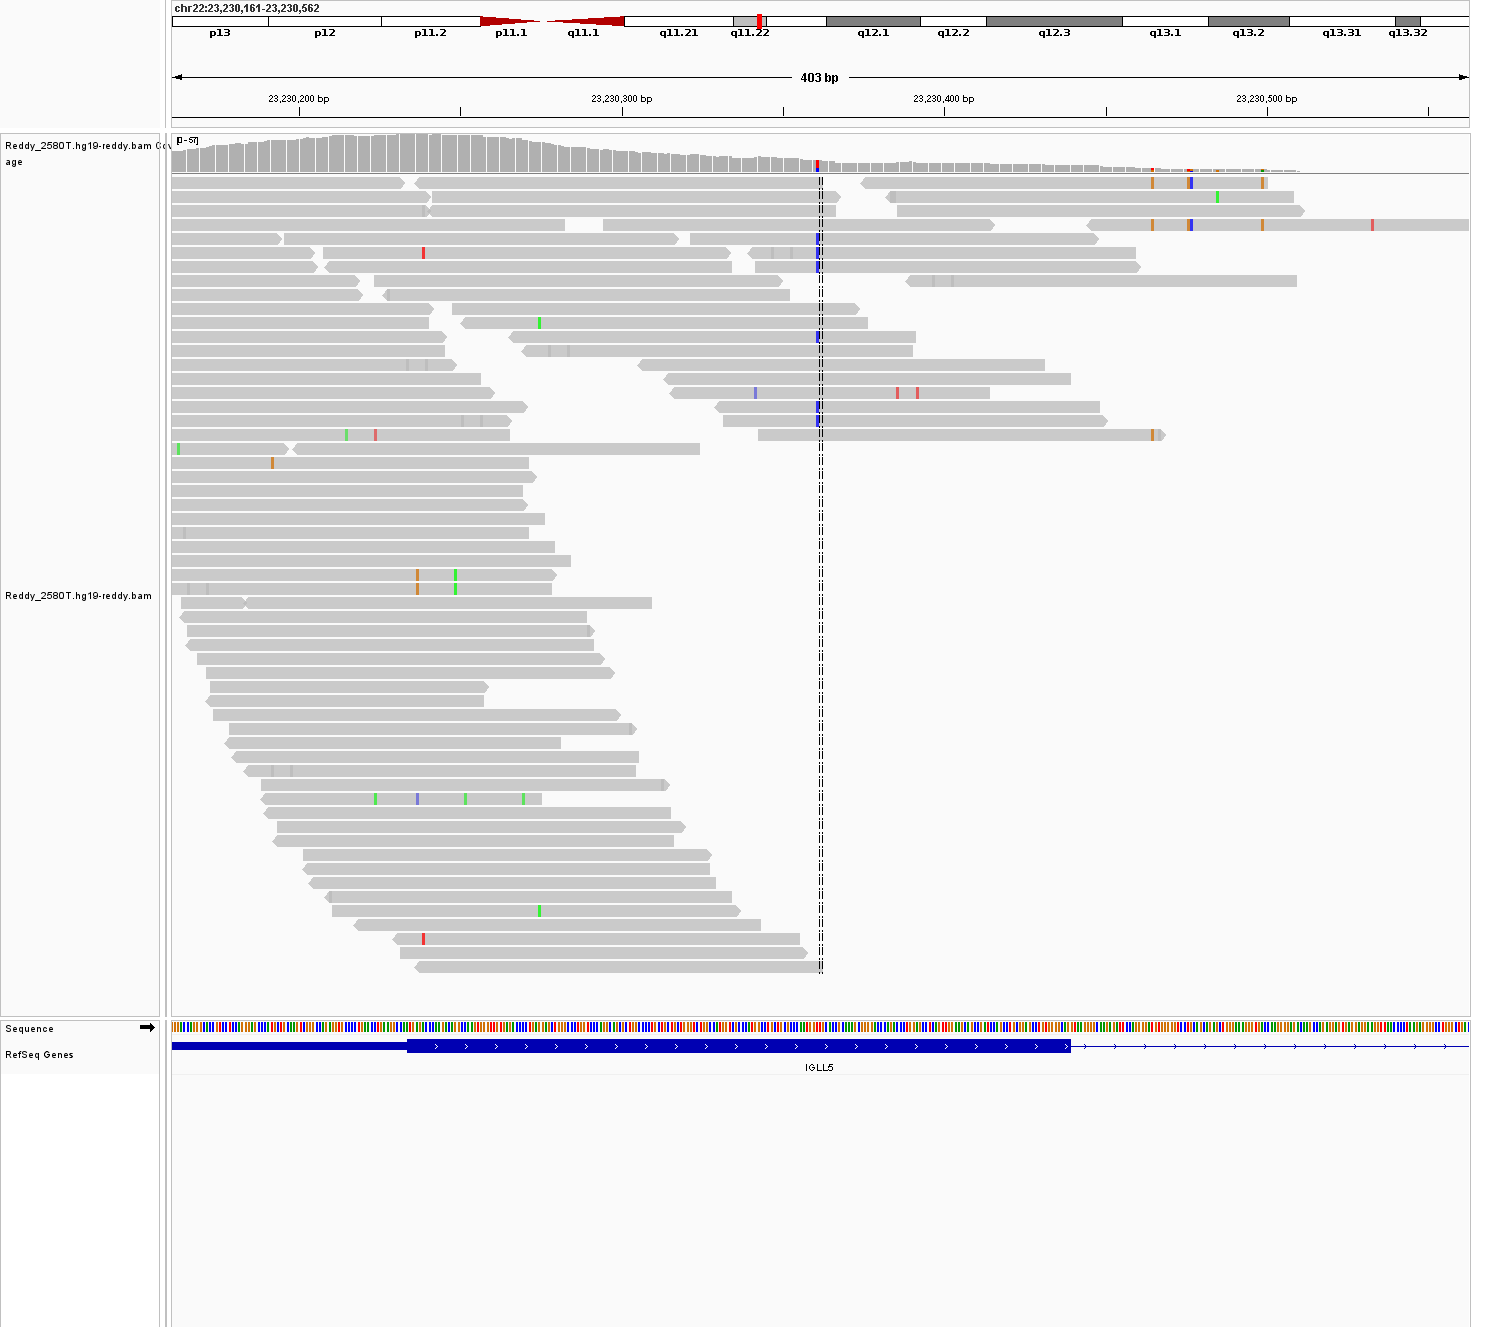 chr22:23,230,161-23,230,562
p13 p12 p11.2 p11.1 q11.1 q11.21 q11.22 q12.1 q12.2 q12.3 q13.1 q13.2 q13.31 q13.32
403 bp
23,230,200 bp 23,230,300 bp 23,230,400 bp 23,230,500 bp
Reddy_2580T.hg19-reddy.bam Cov
age
[0-57]
Reddy_2580T.hg19-reddy.bam
Sequence
RefSeq Genes
IGLL5